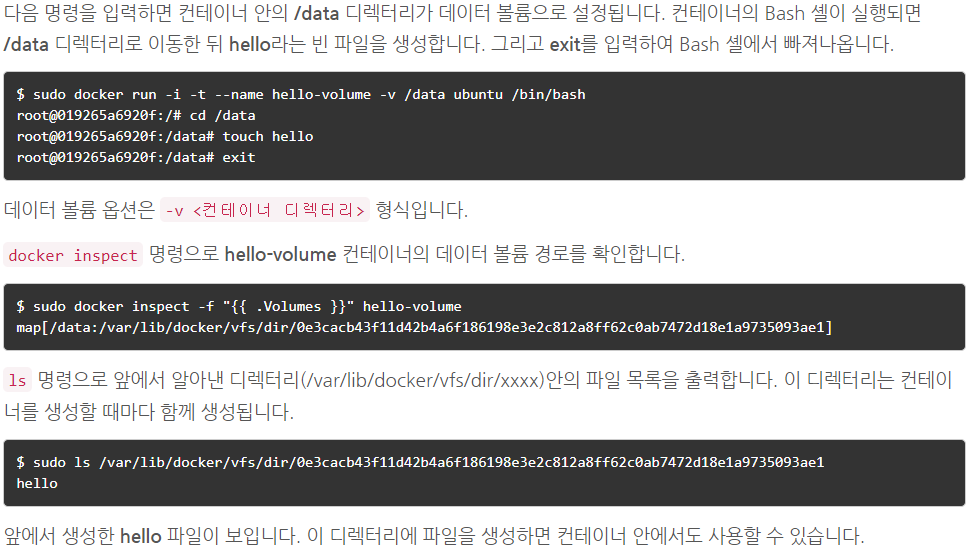 다음 명령을 입력하면 컨테이너 안의 /data 디렉터리가 데이터 볼륨으로 설정됩니다. 컨테이너의 Bash 셸이 실행되면
/data 디렉터리로 이동한 뒤 hello라는 빈 파일을 생성합니다. 그리고 exit를 입력하여 Bash 셸에서 빠져나옵니다.
$ sudo docker run -i -t --name hello-volume -v /data ubuntu /bin/bash
root@019265a6920f:/# cd /data
root@019265a6920f:/data# touch hello
root@019265a6920f:/data# exit
데이터 볼륨 옵션은 -v <컨테이너 디렉터리> 형식입니다.
docker inspect 명령으로 hello-volume 컨테이너의 데이터 볼륨 경로를 확인합니다.
$ sudo docker inspect -f "{{ .Volumes }}" hello-volume
map[/data:/var/lib/docker/vfs/dir/0e3cacb43f11d42b4a6f186198e3e2c812a8ff62c0ab7472d18e1a9735093ae1]
ls 명령으로 앞에서 알아낸 디렉터리(/var/lib/docker/vfs/dir/xxxx)안의 파일 목록을 출력합니다. 이 디렉터리는 컨테이
너를 생성할 때마다 함께 생성됩니다.
$ sudo ls /var/lib/docker/vfs/dir/0e3cacb43f11d42b4a6f186198e3e2c812a8ff62c0ab7472d18e1a9735093ae1
hello
앞에서 생성한 hello 파일이 보입니다. 이 디렉터리에 파일을 생성하면 컨테이너 안에서도 사용할 수 있습니다.